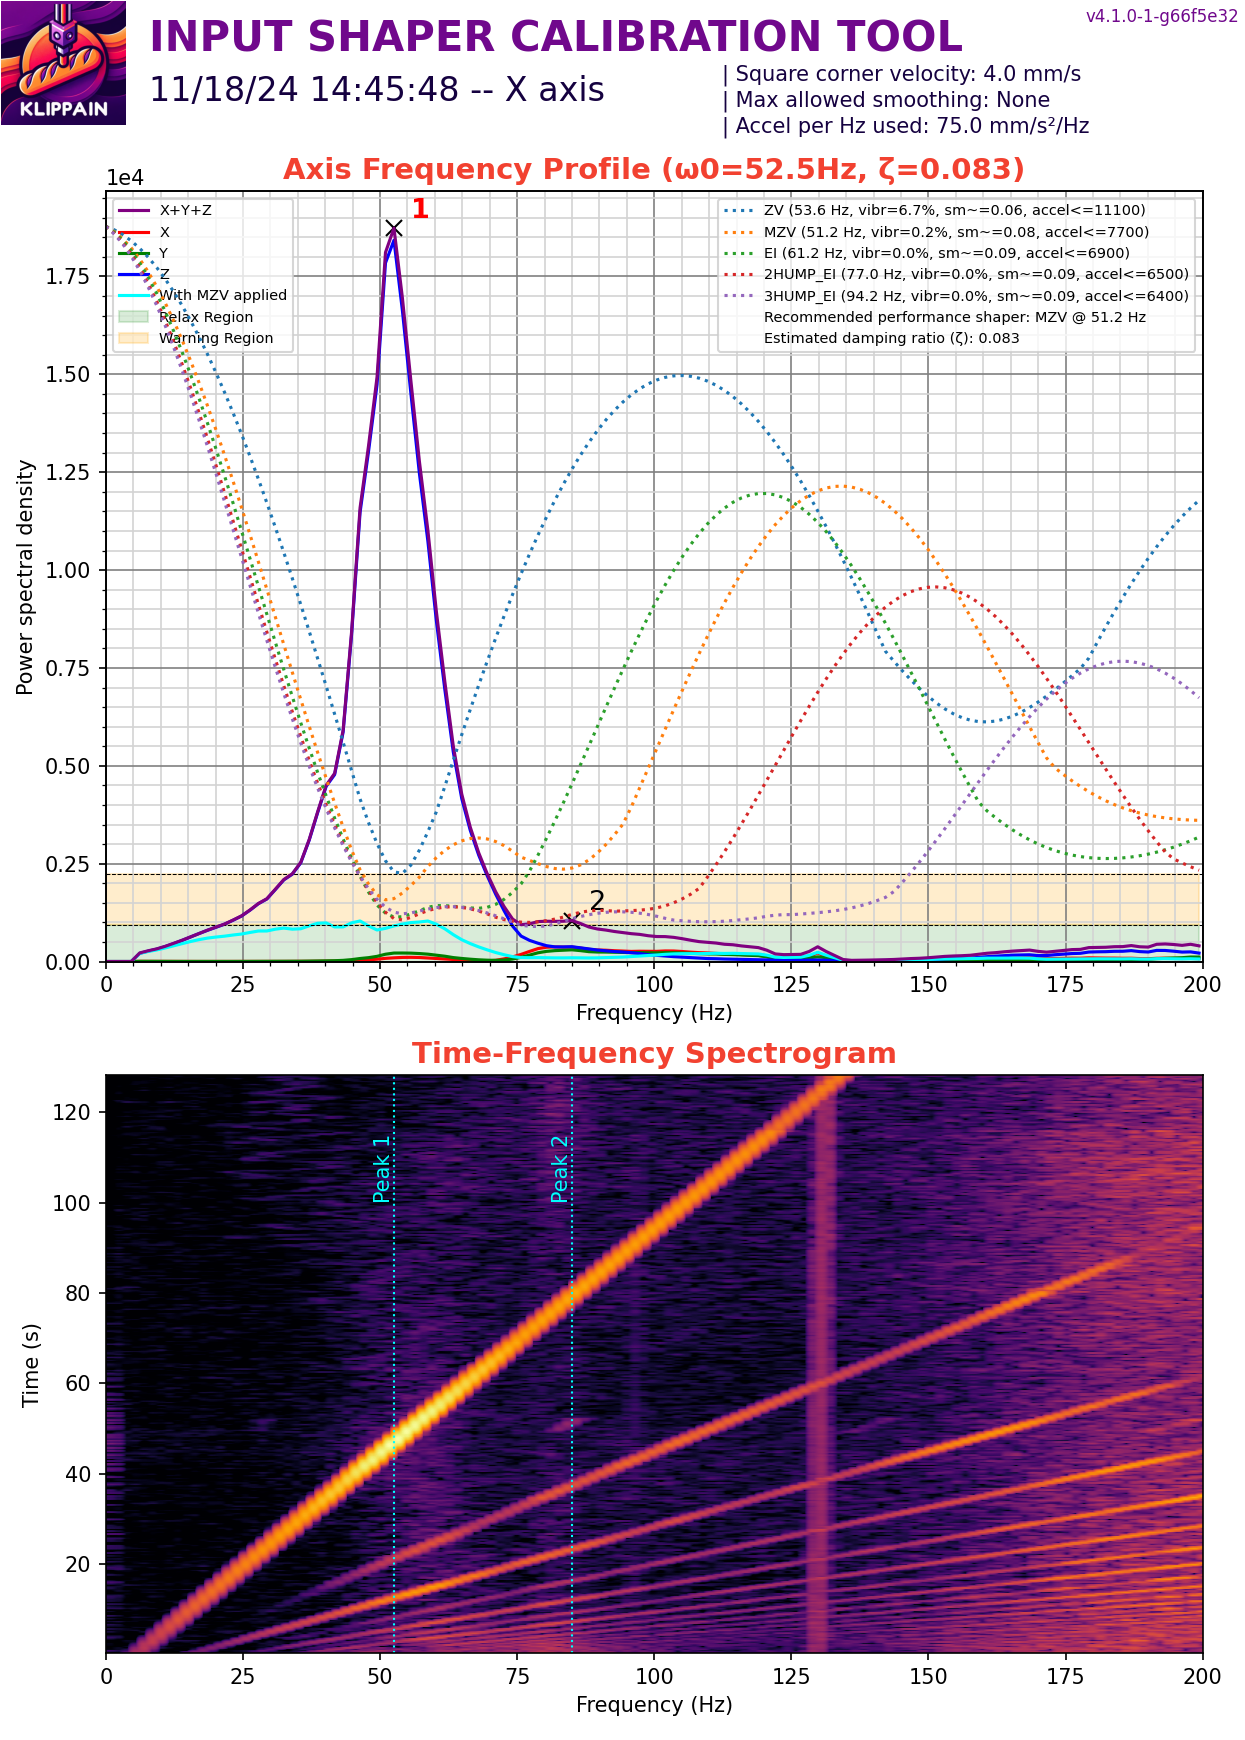 v4.1.0-1-g66f5e32
INPUT SHAPER CALIBRATION TOOL
11/18/24 14:45:48 -- X axis
| Square corner velocity: 4.0 mm/s
| Max allowed smoothing: None
| Accel per Hz used: 75.0 mm/s²/Hz
KLIPPAIN
Axis Frequency Profile (ω0=52.5Hz, ζ=0.083)
1e4
X+Y+Z
X
Y
Z
With MZV applied
Relax Region
Warning Region
1
ZV (53.6 Hz, vibr=6.7%, sm~=0.06, accel<=11100)
MZV (51.2 Hz, vibr=0.2%, sm~=0.08, accel<=7700)
EI (61.2 Hz, vibr=0.0%, sm~=0.09, accel<=6900)
2HUMP_EI (77.0 Hz, vibr=0.0%, sm~=0.09, accel<=6500)
3HUMP_EI (94.2 Hz, vibr=0.0%, sm~=0.09, accel<=6400)
Recommended performance shaper: MZV @ 51.2 Hz
Estimated damping ratio (ζ): 0.083
1.75
1.50
1.25
1.00
0.75
0.50
0.25
0.00
Power spectral density
2
0 25 50 75 100 125 150 175 200
Frequency (Hz)
Time-Frequency Spectrogram
120
100
80
60
40
20
Time (s)
Peak 1
Peak 2
0 25 50 75 100 125 150 175 200
Frequency (Hz)